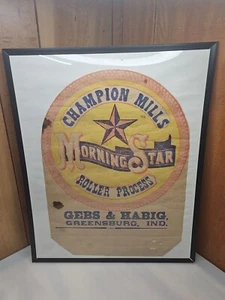 CHAMPION MILLS
MORNING STAR
ROLLER PROCESS
GEBS & HABIG,
GREENSBURG, IND.